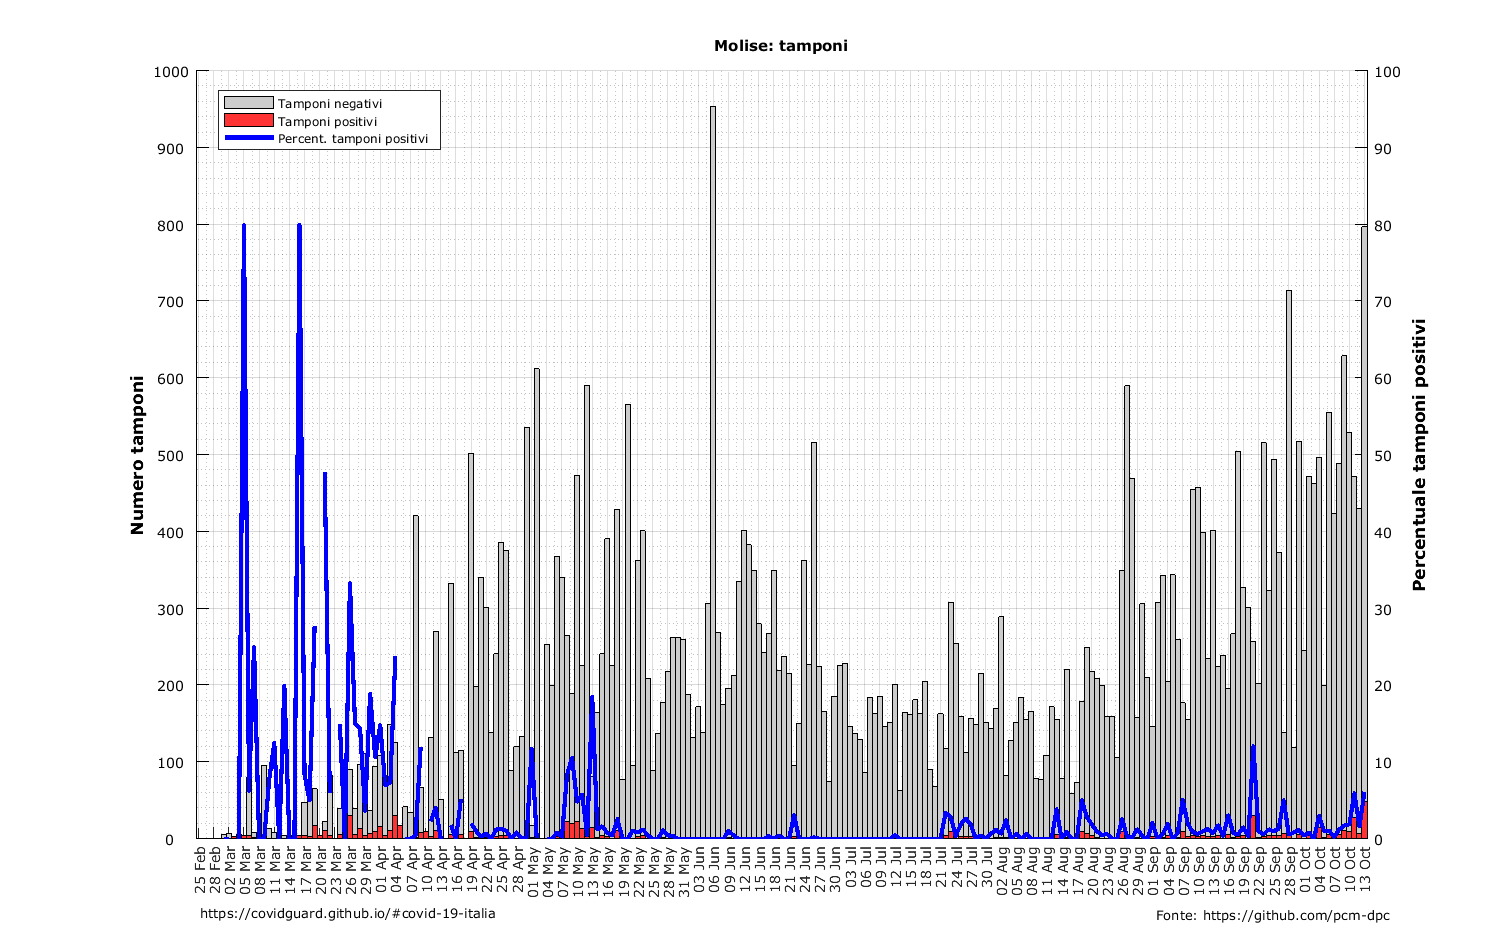 Molise: tamponi
Tamponi negativi
Tamponi positivi
Percent. tamponi positivi
Numero tamponi
1000
900
800
700
600
500
400
300
200
100
0
Percentuale tamponi positivi
100
90
80
70
60
50
40
30
20
10
0
25 Feb
28 Feb
02 Mar
05 Mar
08 Mar
11 Mar
14 Mar
17 Mar
20 Mar
23 Mar
26 Mar
29 Mar
01 Apr
04 Apr
07 Apr
10 Apr
13 Apr
16 Apr
19 Apr
22 Apr
25 Apr
28 Apr
01 May
04 May
07 May
10 May
13 May
16 May
19 May
22 May
25 May
28 May
31 May
03 Jun
06 Jun
09 Jun
12 Jun
15 Jun
18 Jun
21 Jun
24 Jun
27 Jun
30 Jun
03 Jul
06 Jul
09 Jul
12 Jul
15 Jul
18 Jul
21 Jul
24 Jul
27 Jul
30 Jul
02 Aug
05 Aug
08 Aug
11 Aug
14 Aug
17 Aug
20 Aug
23 Aug
26 Aug
29 Aug
01 Sep
04 Sep
07 Sep
10 Sep
13 Sep
16 Sep
19 Sep
22 Sep
25 Sep
28 Sep
01 Oct
04 Oct
07 Oct
10 Oct
13 Oct
https://covidguard.github.io/#covid-19-italia
Fonte: https://github.com/pcm-dpc